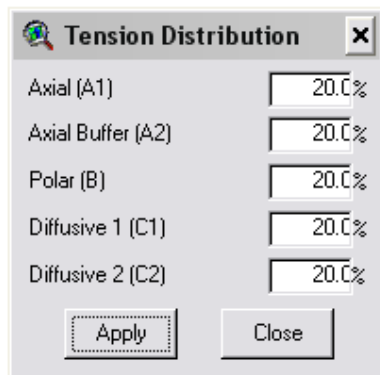 Tension Distribution
Axial (A1) 20.0%
Axial Buffer (A2) 20.0%
Polar (B) 20.0%
Diffusive 1 (C1) 20.0%
Diffusive 2 (C2) 20.0%
Apply Close